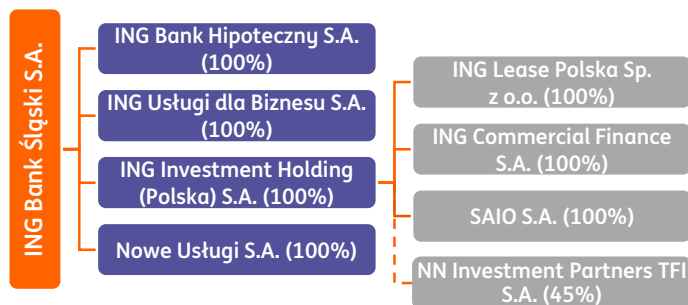 ING Bank Śląski S.A.
ING Bank Hipoteczny S.A.
(100%)
ING Usługi dla Biznesu S.A.
(100%)
ING Investment Holding
(Polska) S.A. (100%)
Nowe Usługi S.A. (100%)
ING Lease Polska Sp.
z o.o. (100%)
ING Commercial Finance
S.A. (100%)
SAIO S.A. (100%)
NN Investment Partners TFI
S.A. (45%)